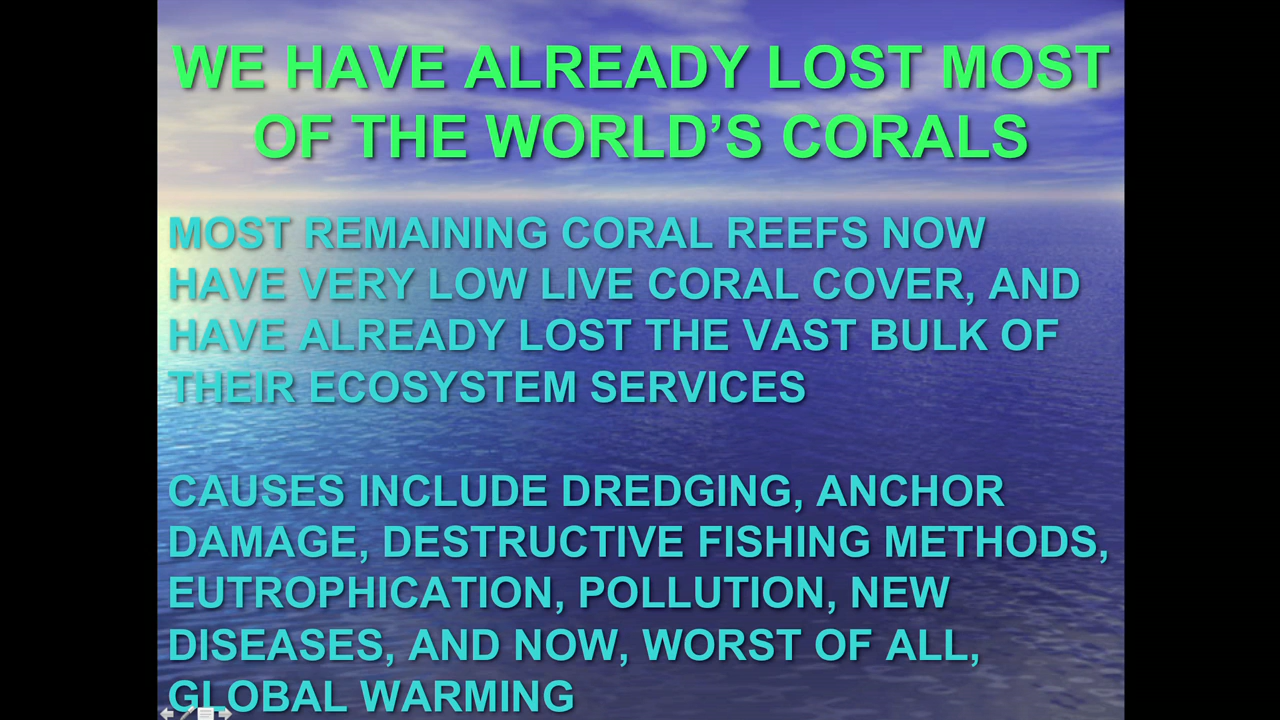 WE HAVE ALREADY LOST MOST
OF THE WORLD’S CORALS
MOST REMAINING CORAL REEFS NOW
HAVE VERY LOW LIVE CORAL COVER, AND
HAVE ALREADY LOST THE VAST BULK OF
THEIR ECOSYSTEM SERVICES
CAUSES INCLUDE DREDGING, ANCHOR
DAMAGE, DESTRUCTIVE FISHING METHODS,
EUTROPHICATION, POLLUTION, NEW
DISEASES, AND NOW, WORST OF ALL,
GLOBAL WARMING